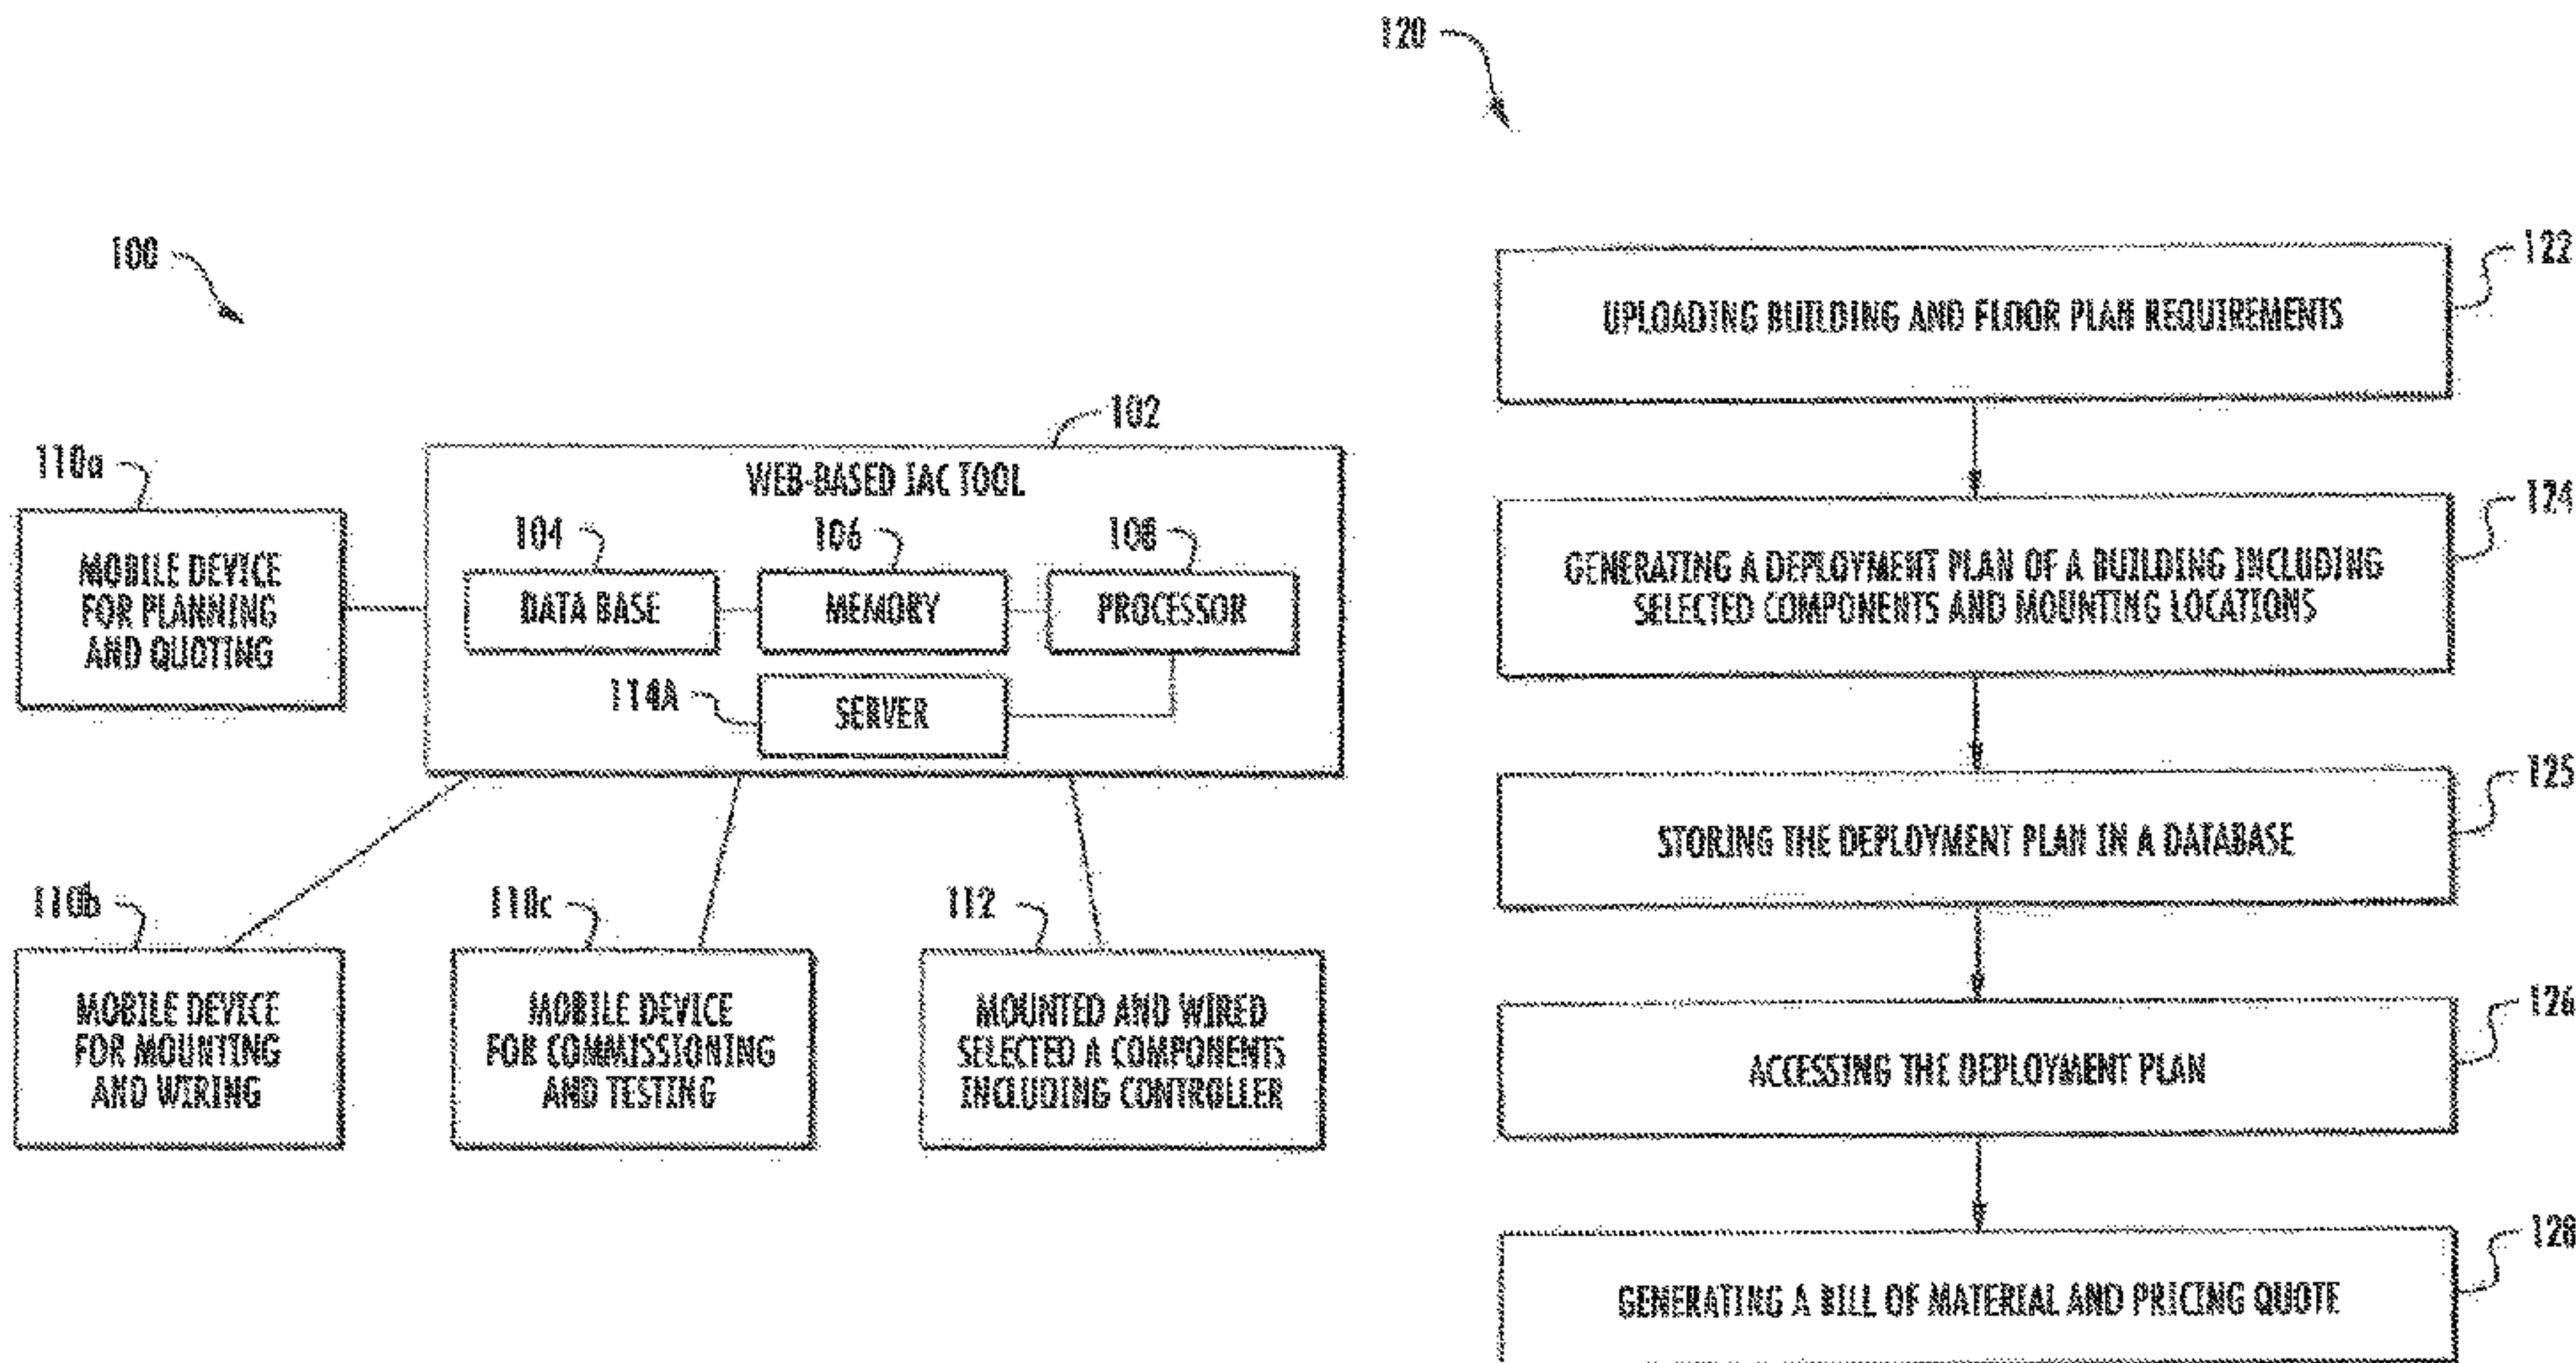 120
100
122
UPLOADING BUILDING AND FLOOR PLAN REQUIREMENTS
102
110a
WEB-BASED IAC TOOL
104
106
108
MOBILE DEVICE
FOR PLANNING
AND QUOTING
DATA BASE
MEMORY
PROCESSOR
114A
SERVER
124
GENERATING A DEPLOYMENT PLAN OF A BUILDING INCLUDING
SELECTED COMPONENTS AND MOUNTING LOCATIONS
125
STORING THE DEPLOYMENT PLAN IN A DATABASE
110b
110c
112
MOBILE DEVICE
FOR MOUNTING
AND WIRING
MOBILE DEVICE
FOR COMMISSIONING
AND TESTING
MOUNTED AND WIRED
SELECTED A COMPONENTS
INCLUDING CONTROLLER
126
ACCESSING THE DEPLOYMENT PLAN
128
GENERATING A BILL OF MATERIAL AND PRICING QUOTE